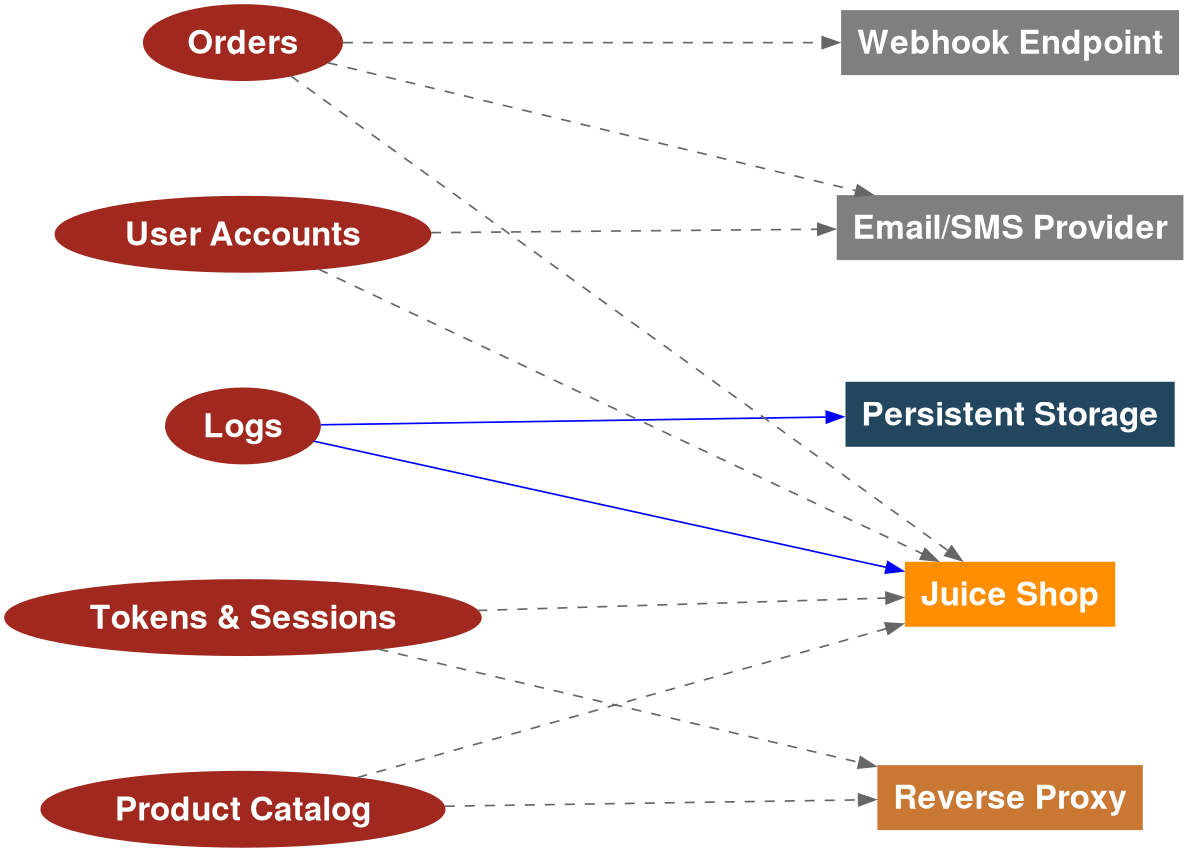 Orders
Webhook Endpoint
User Accounts
Email/SMS Provider
Logs
Persistent Storage
Tokens & Sessions
Juice Shop
Product Catalog
Reverse Proxy